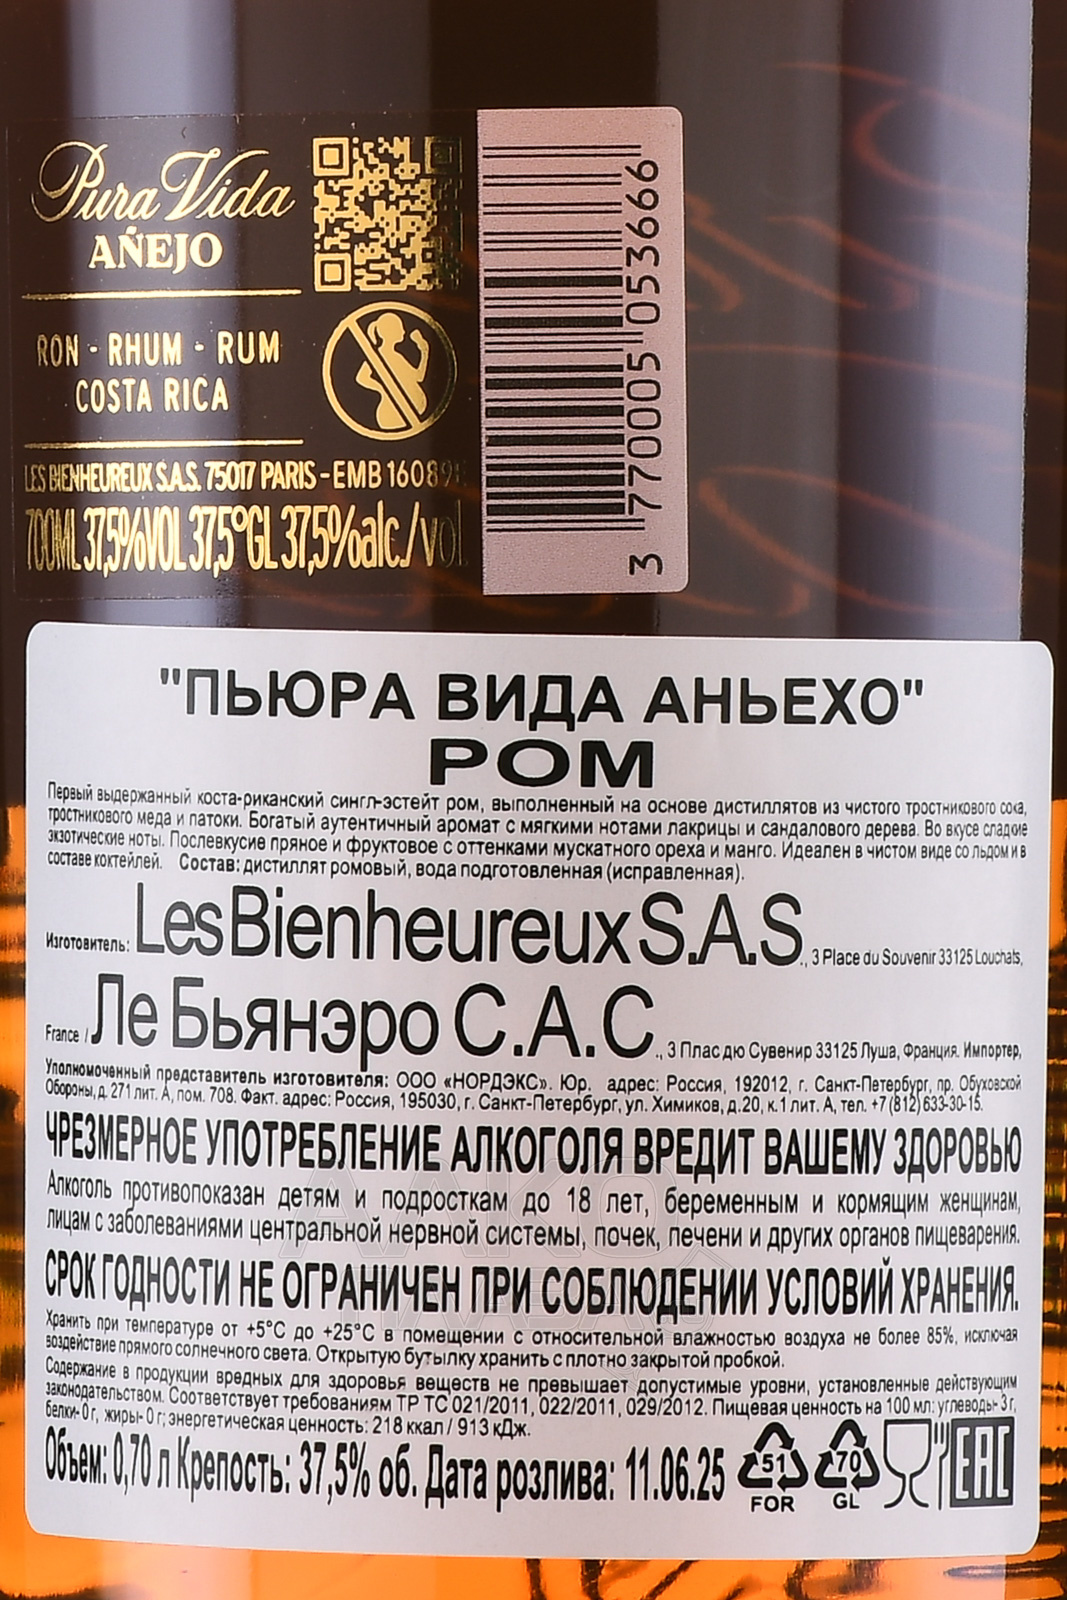 Pura Vida
AÑEJO
RON - RHUM - RUM
COSTA RICA
LES BIENHEUREUX S.A.S. 75017 PARIS - EMB 16089
700ML 37,5%VOL 37,5°GL 37,5%alc./vol.
3 770005 053666
"ПЬЮРА ВИДА АНЬЕХО"
РОМ
Первый выдержанный коста-риканский сингл-эстейт ром, выполненный на основе дистиллятов из чистого тростникового сока,
тростникового меда и патоки. Богатый аутентичный аромат с мягкими нотами лакрицы и сандалового дерева. Во вкусе сладкие
экзотические ноты. Послевкусие пряное и фруктовое с оттенками мускатного ореха и манго. Идеален в чистом виде со льдом и в
составе коктейлей. Состав: дистиллят ромовый, вода подготовленная (исправленная).
Изготовитель: Les Bienheureux S.A.S., 3 Place du Souvenir 33125 Louchats,
France / Ле Бьянэро С.А.С., 3 Плас дю Сувенир 33125 Луша, Франция. Импортер,
Уполномоченный представитель изготовителя: ООО «НОРДЭКС». Юр. адрес: Россия, 192012, г. Санкт-Петербург, пр. Обуховской
Обороны, д. 271 лит. А, пом. 708. Факт. адрес: Россия, 195030, г. Санкт-Петербург, ул. Химиков, д.20, к.1 лит. А, тел. +7 (812) 633-30-15.
ЧРЕЗМЕРНОЕ УПОТРЕБЛЕНИЕ АЛКОГОЛЯ ВРЕДИТ ВАШЕМУ ЗДОРОВЬЮ
Алкоголь противопоказан детям и подросткам до 18 лет, беременным и кормящим женщинам,
лицам с заболеваниями центральной нервной системы, почек, печени и других органов пищеварения.
СРОК ГОДНОСТИ НЕ ОГРАНИЧЕН ПРИ СОБЛЮДЕНИИ УСЛОВИЙ ХРАНЕНИЯ.
Хранить при температуре от +5°С до +25°С в помещении с относительной влажностью воздуха не более 85%, исключая
воздействие прямого солнечного света. Открытую бутылку хранить с плотно закрытой пробкой.
Содержание в продукции вредных для здоровья веществ не превышает допустимые уровни, установленные действующим
законодательством. Соответствует требованиям ТР ТС 021/2011, 022/2011, 029/2012. Пищевая ценность на 100 мл: углеводы- 3 г,
белки- 0 г, жиры- 0 г; энергетическая ценность: 218 ккал / 913 кДж.
Объем: 0,70 л Крепость: 37,5% об. Дата розлива: 11.06.25
51
FOR
70
GL
EAC